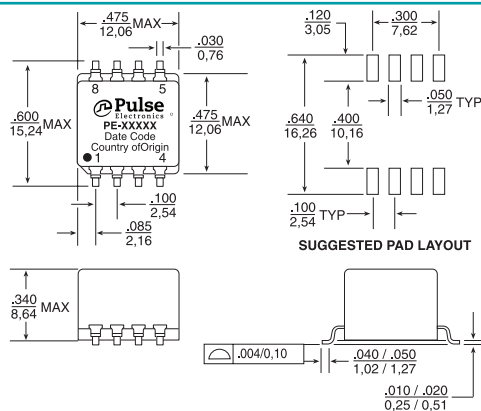 .475
12,06 MAX
.030
0,76
8 5
Pulse
Electronics
PE-XXXXX
Date Code
Country ofOrigin
1 4
.600
15,24 MAX
.475
12,06 MAX
.100
2,54
.085
2,16
.120
3,05
.300
7,62
.050
1,27 TYP
.640
16,26
.400
10,16
.100
2,54 TYP
SUGGESTED PAD LAYOUT
.340
8,64 MAX
.004/0,10
.040 / .050
1,02 / 1,27
.010 / .020
0,25 / 0,51